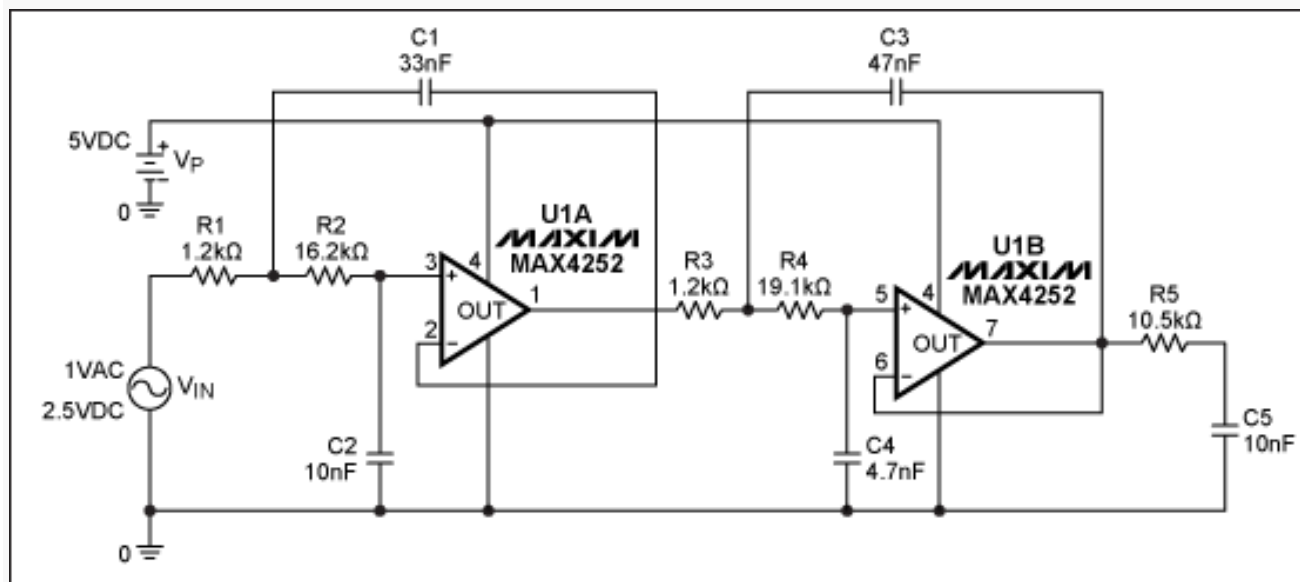 C1
33nF
C3
47nF
5VDC
+
VP
−
0
R1
1.2kΩ
R2
16.2kΩ
U1A
MAXIM
MAX4252
3
4
+
OUT
1
2
−
R3
1.2kΩ
R4
19.1kΩ
U1B
MAXIM
MAX4252
5
4
+
OUT
7
6
−
R5
10.5kΩ
1VAC
2.5VDC
VIN
C2
10nF
C4
4.7nF
C5
10nF
0